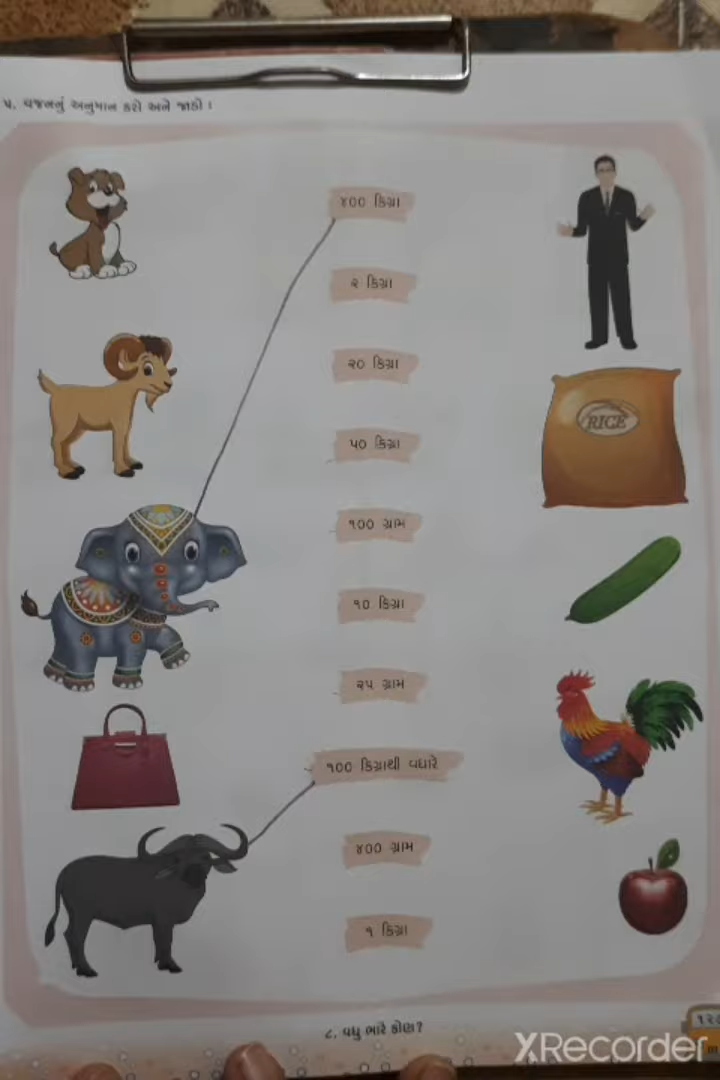 ૫. વજનનું અનુમાન કરો અને જોડો :
૪૦૦ કિગ્રા
૨ કિગ્રા
૨૦ કિગ્રા
RICE
૫૦ કિગ્રા
૧૦૦ ગ્રામ
૧૦ કિગ્રા
૨૫ ગ્રામ
૧૦૦ કિગ્રાથી વધારે
૪૦૦ ગ્રામ
૧ કિગ્રા
૮. વધુ ભારે કોણ?
XRecorder